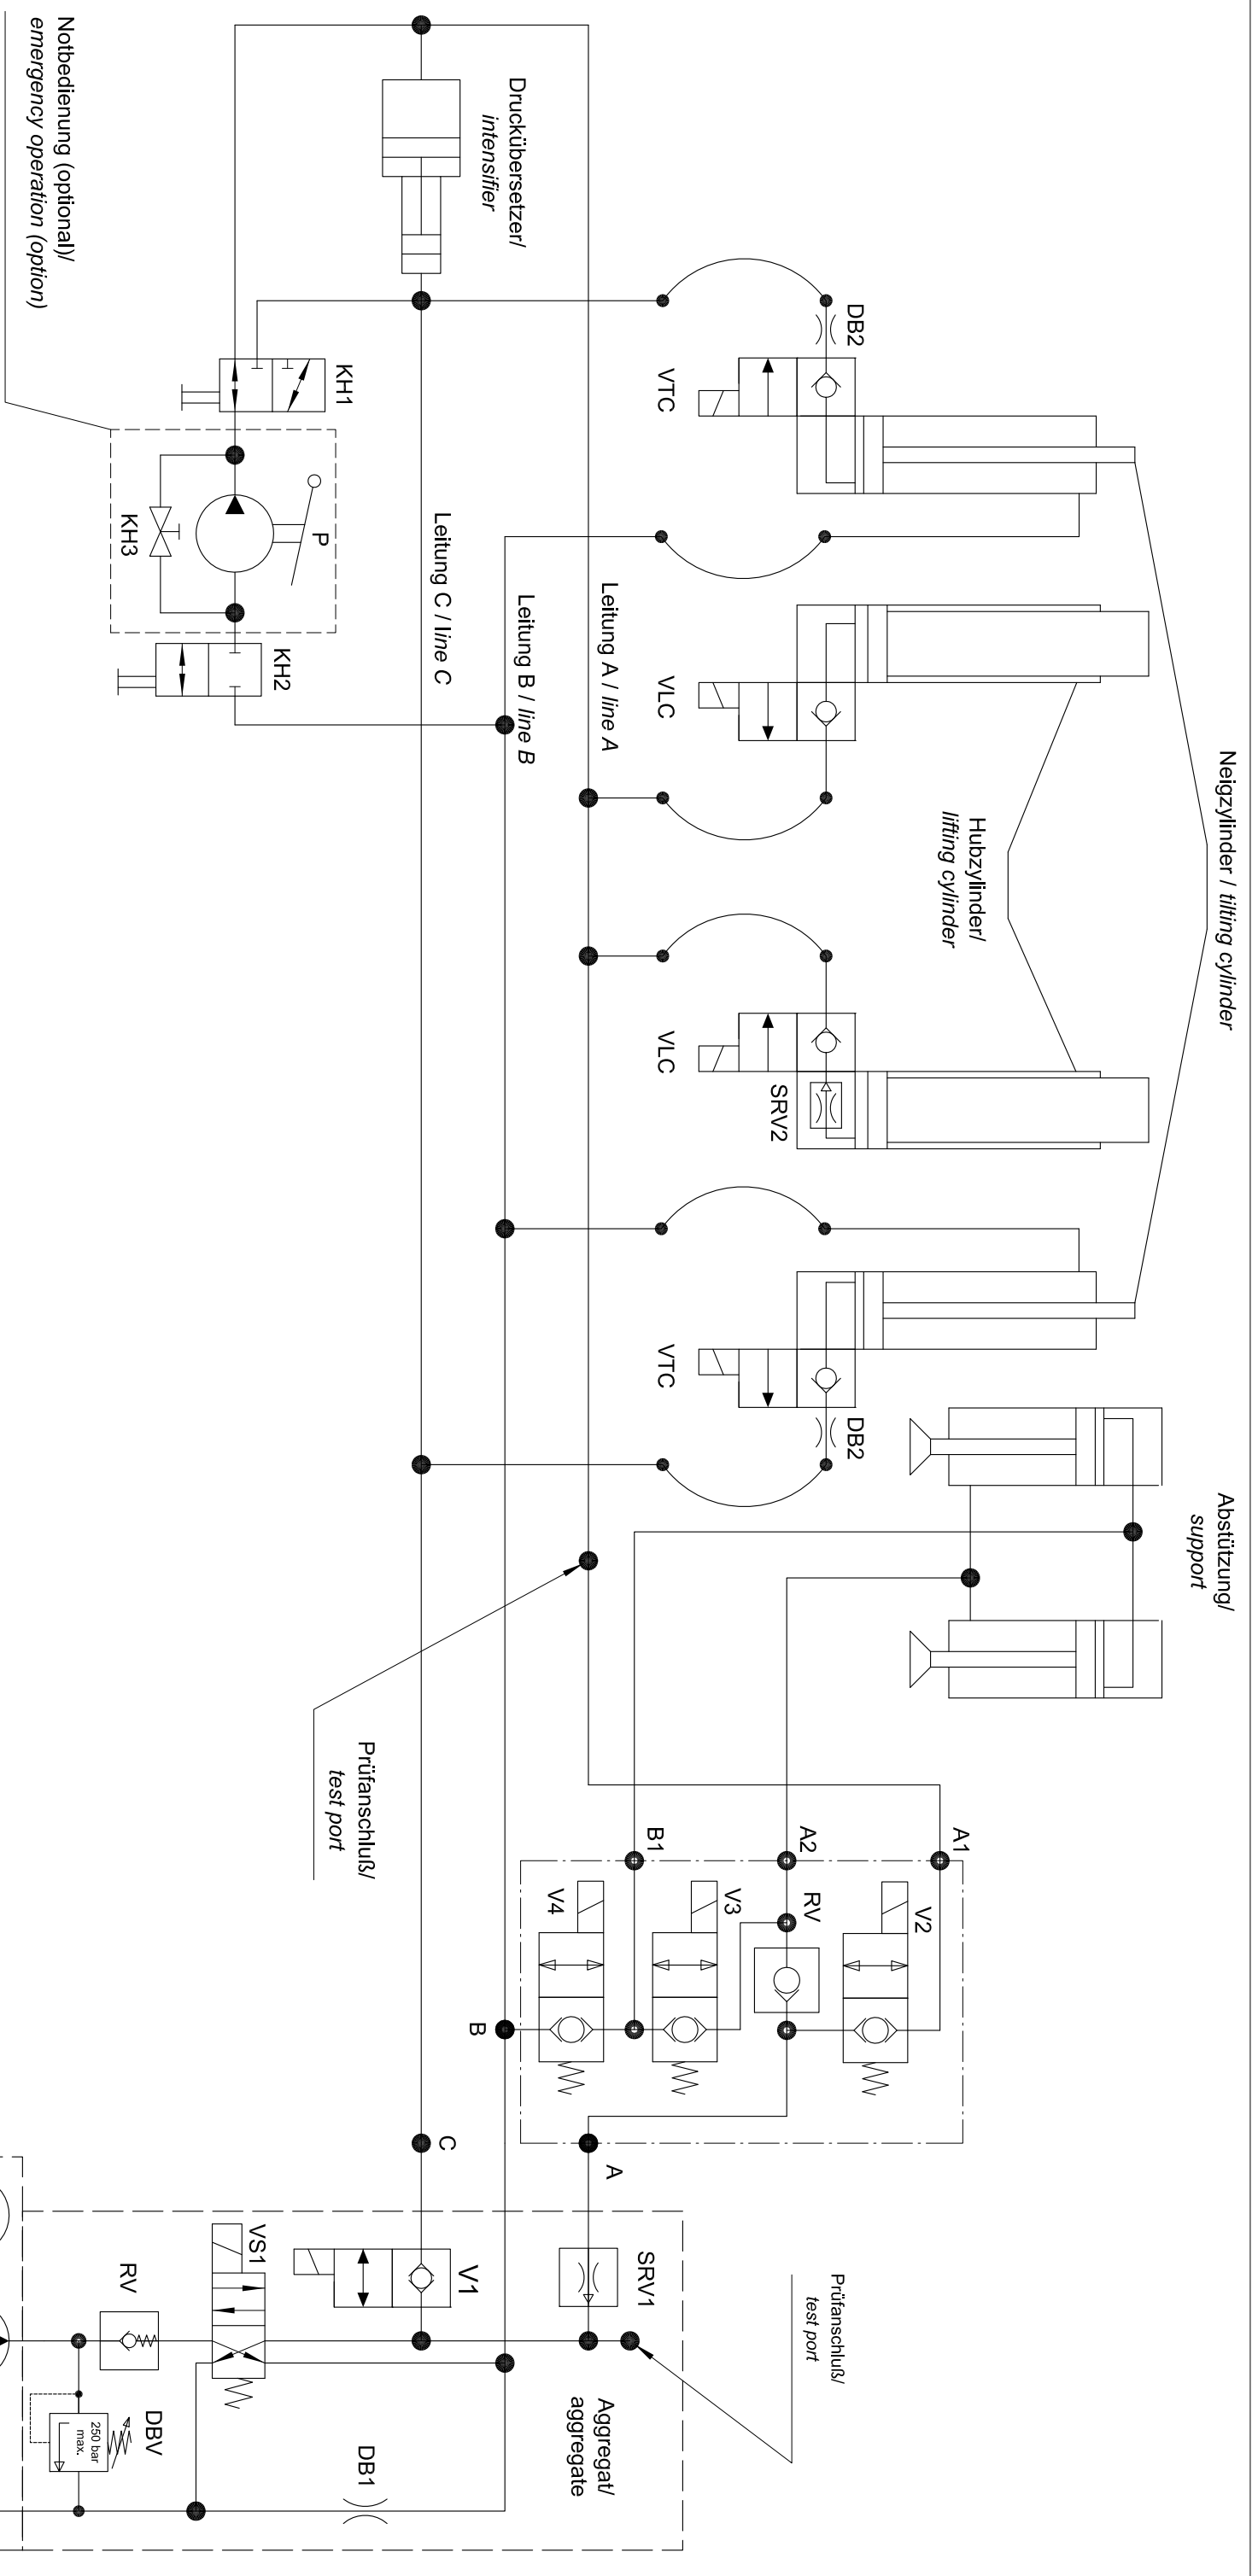 Neigzylinder / tilting cylinder
Abstützung/
support
Hubzylinder/
lifting cylinder
DB2
VTC
VLC
VLC
SRV2
VTC
DB2
Druckübersetzer/
intensifier
Leitung A / line A
Leitung B / line B
Leitung C / line C
Notbedienung (optional)/
emergency operation (option)
KH1
P
KH3
KH2
Prüfanschluß/
test port
A1
A2
B1
V2
RV
V3
V4
B
A
C
Prüfanschluß/
test port
SRV1
Aggregat/
aggregate
V1
VS1
RV
DBV
250 bar
max.
DB1